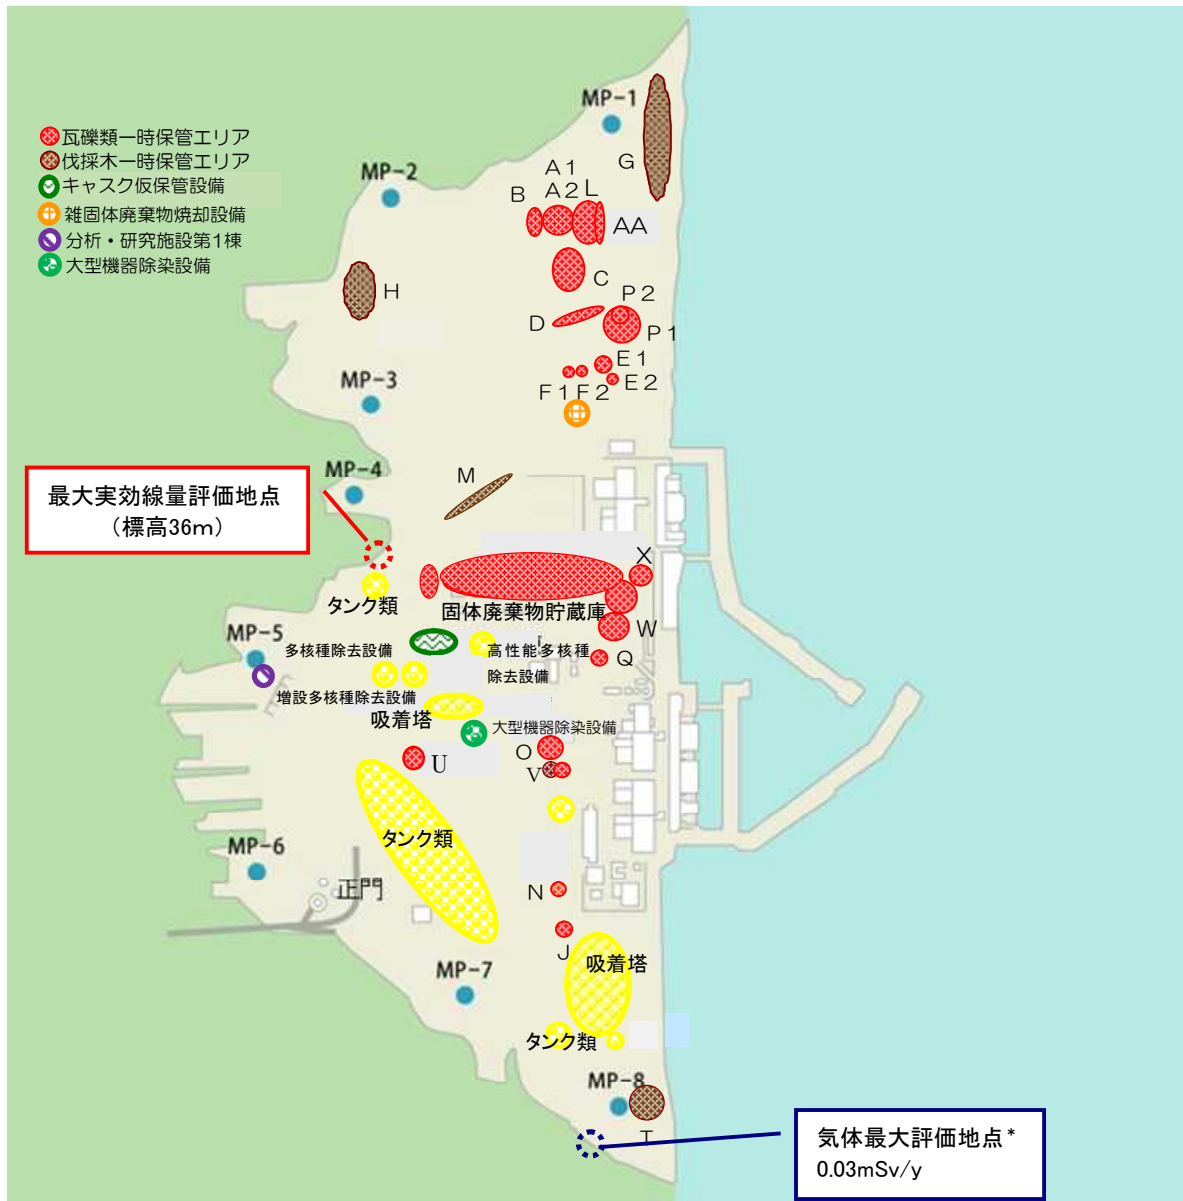 MP-1
瓦礫類一時保管エリア
伐採木一時保管エリア
キャスク仮保管設備
雑固体廃棄物焼却設備
分析・研究施設第1棟
大型機器除染設備
MP-2
G
A1
A2
L
B
AA
C
H
P2
D
P1
E1
E2
F1
F2
MP-3
MP-4
M
最大実効線量評価地点
（標高36m）
X
タンク類
固体廃棄物貯蔵庫
W
MP-5
多核種除去設備
高性能多核種
除去設備
Q
増設多核種除去設備
吸着塔
大型機器除染設備
O
U
V
タンク類
MP-6
正門
N
J
吸着塔
MP-7
タンク類
MP-8
T
気体最大評価地点*
0.03mSv/y